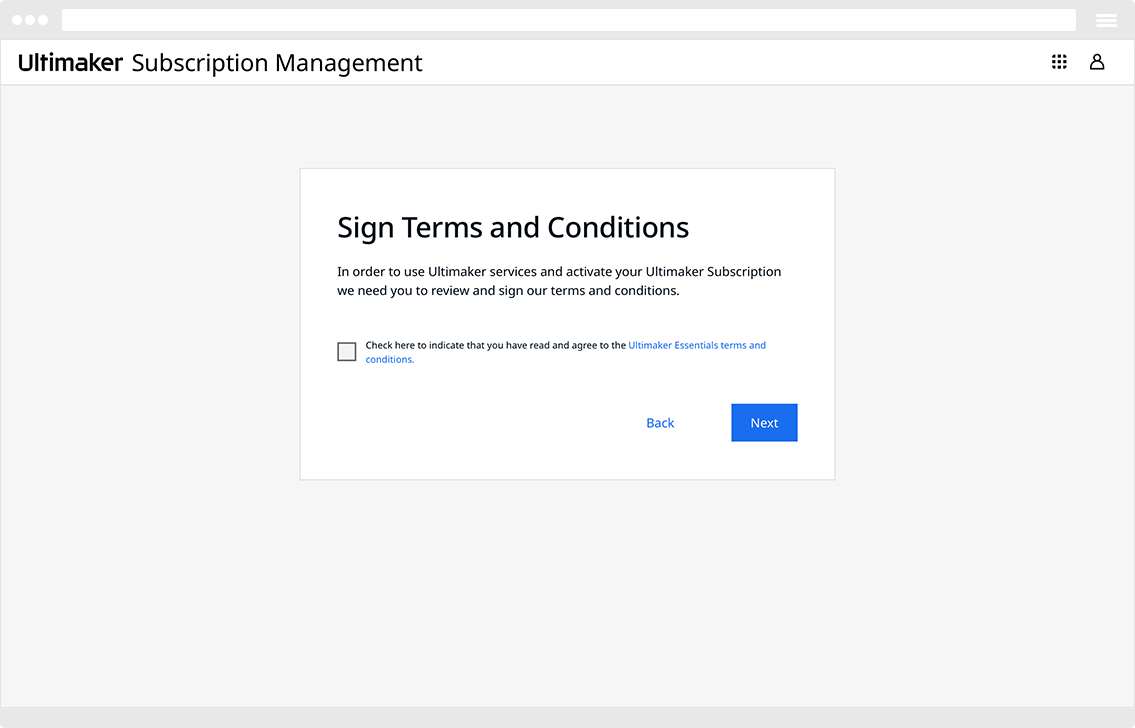 Ultimaker Subscription Management
Sign Terms and Conditions
In order to use Ultimaker services and activate your Ultimaker Subscription
we need you to review and sign our terms and conditions.
Check here to indicate that you have read and agree to the Ultimaker Essentials terms and
conditions.
Back Next